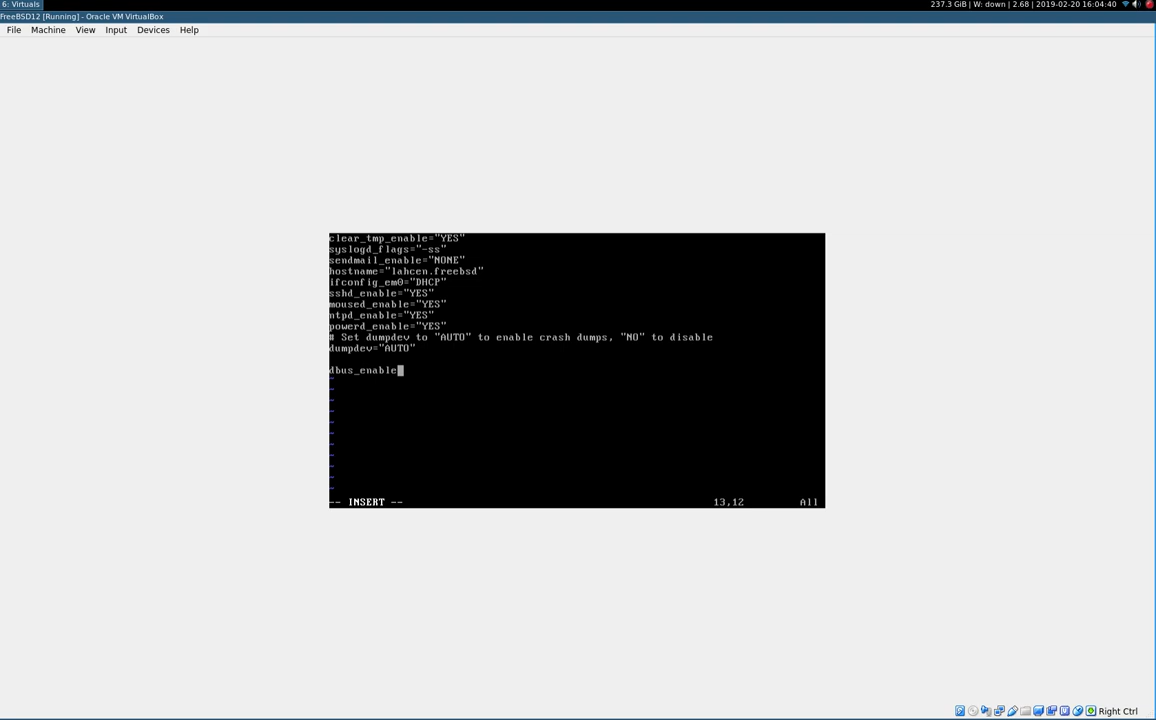 6: Virtuals
237.3 GiB | W: down | 2.68 | 2019-02-20 16:04:40
FreeBSD12 [Running] - Oracle VM VirtualBox
File Machine View Input Devices Help
clear_tmp_enable="YES"
syslogd_flags="-ss"
sendmail_enable="NONE"
hostname="lahcen.freebsd"
ifconfig_em0="DHCP"
sshd_enable="YES"
moused_enable="YES"
ntpd_enable="YES"
powerd_enable="YES"
# Set dumpdev to "AUTO" to enable crash dumps, "NO" to disable
dumpdev="AUTO"
dbus_enable
~
~
~
~
~
~
~
~
~
~
~
-- INSERT -- 13,12 All
Right Ctrl